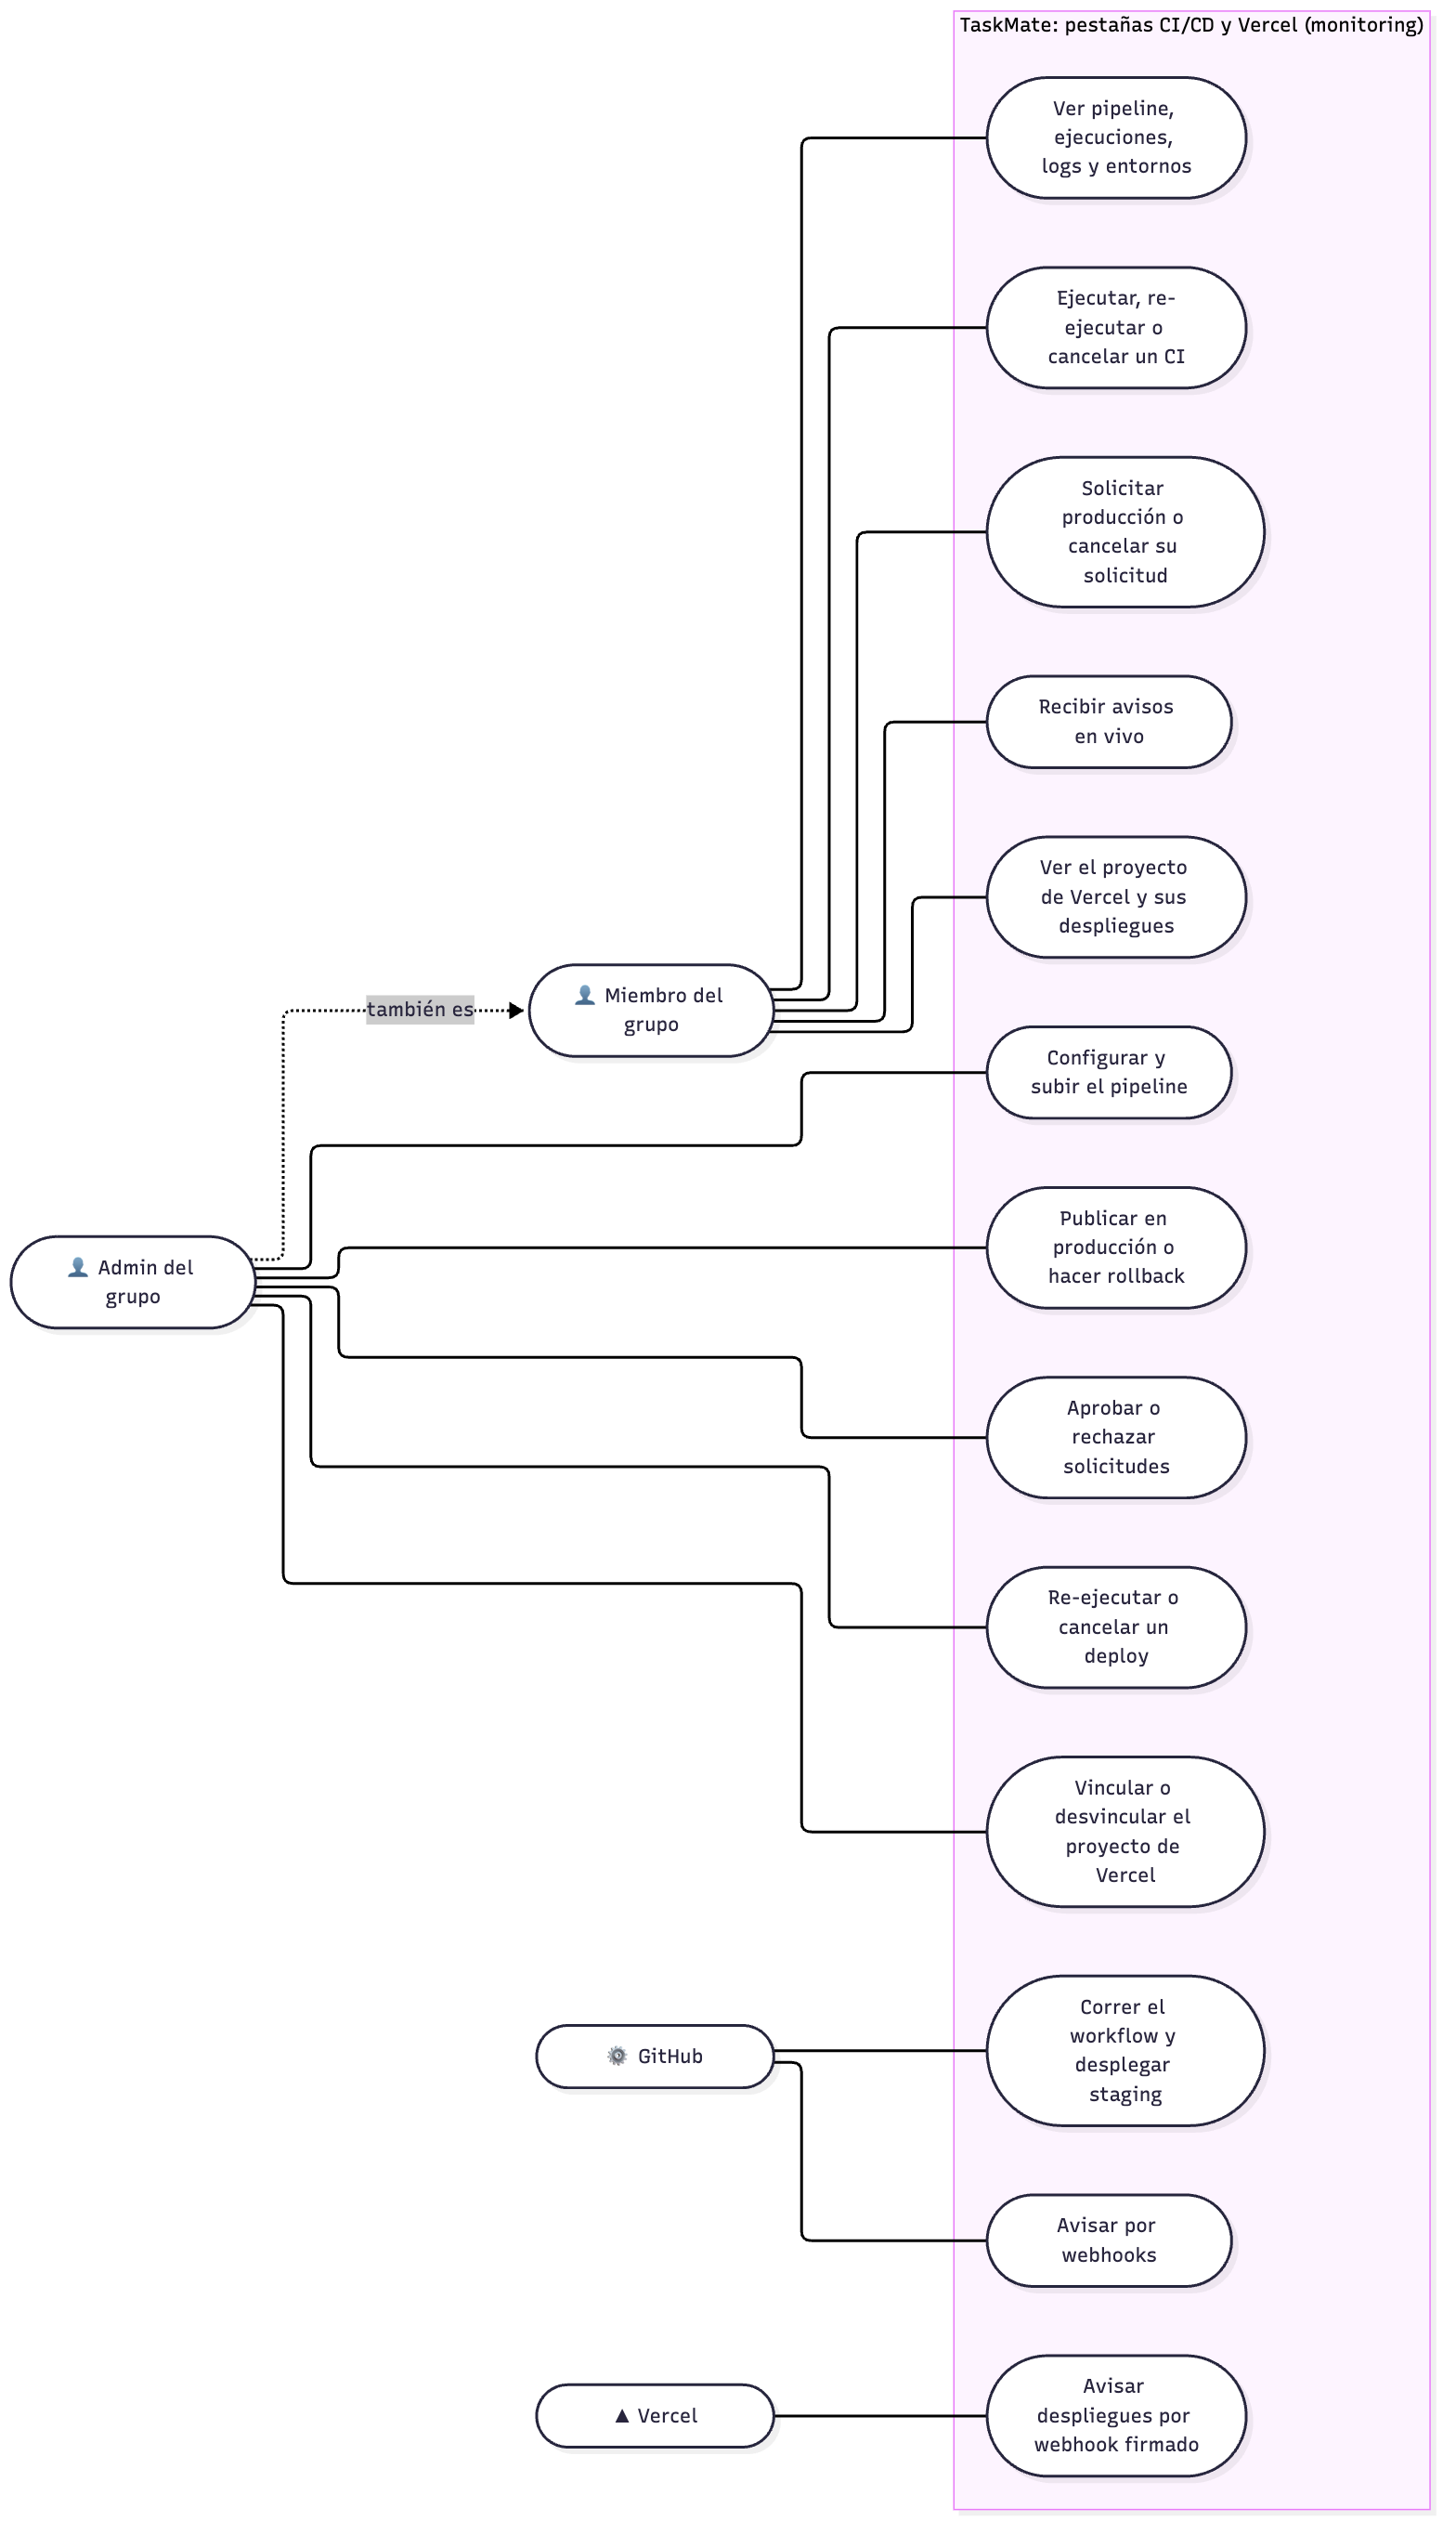 TaskMate: pestañas CI/CD y Vercel (monitoring)
Ver pipeline,
ejecuciones,
logs y entornos
Ejecutar, re-
ejecutar o
cancelar un CI
Solicitar
producción o
cancelar su
solicitud
Recibir avisos
en vivo
Ver el proyecto
de Vercel y sus
despliegues
también es
Miembro del
grupo
Configurar y
subir el pipeline
Publicar en
producción o
hacer rollback
Admin del
grupo
Aprobar o
rechazar
solicitudes
Re-ejecutar o
cancelar un
deploy
Vincular o
desvincular el
proyecto de
Vercel
GitHub
Correr el
workflow y
desplegar
staging
Avisar por
webhooks
▲ Vercel
Avisar
despliegues por
webhook firmado